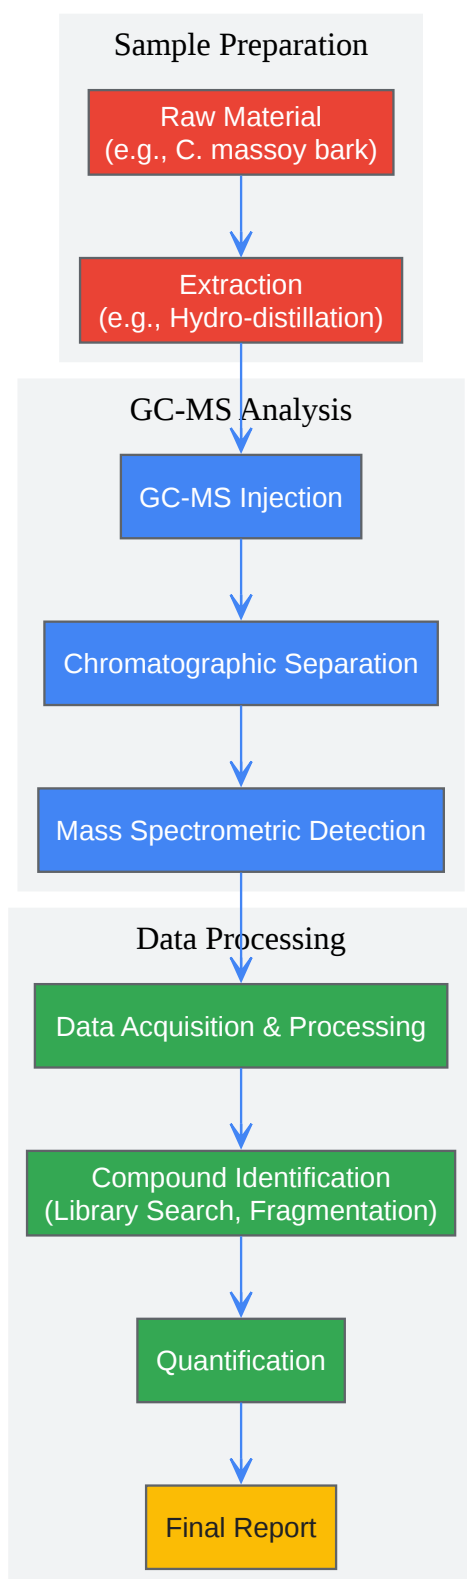 Sample Preparation
Raw Material
(e.g., C. massoy bark)
Extraction
(e.g., Hydro-distillation)
GC-MS Analysis
GC-MS Injection
Chromatographic Separation
Mass Spectrometric Detection
Data Processing
Data Acquisition & Processing
Compound Identification
(Library Search, Fragmentation)
Quantification
Final Report